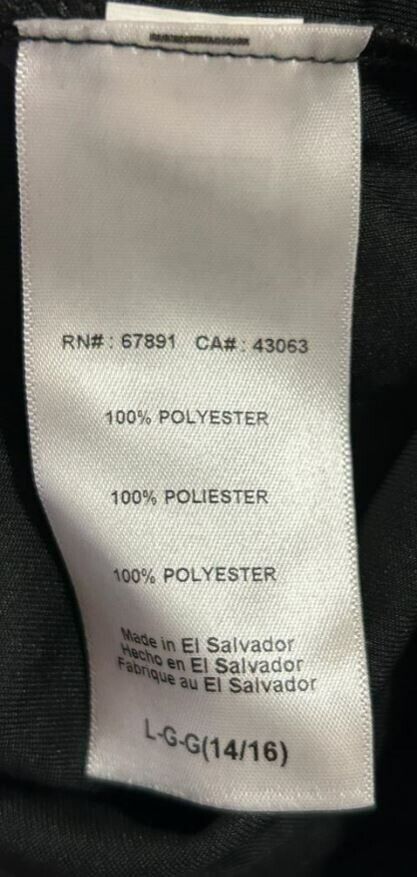 RN#: 67891 CA#: 43063
100% POLYESTER
100% POLIESTER
100% POLYESTER
Made in El Salvador
Hecho en El Salvador
Fabrique au El Salvador
L-G-G(14/16)